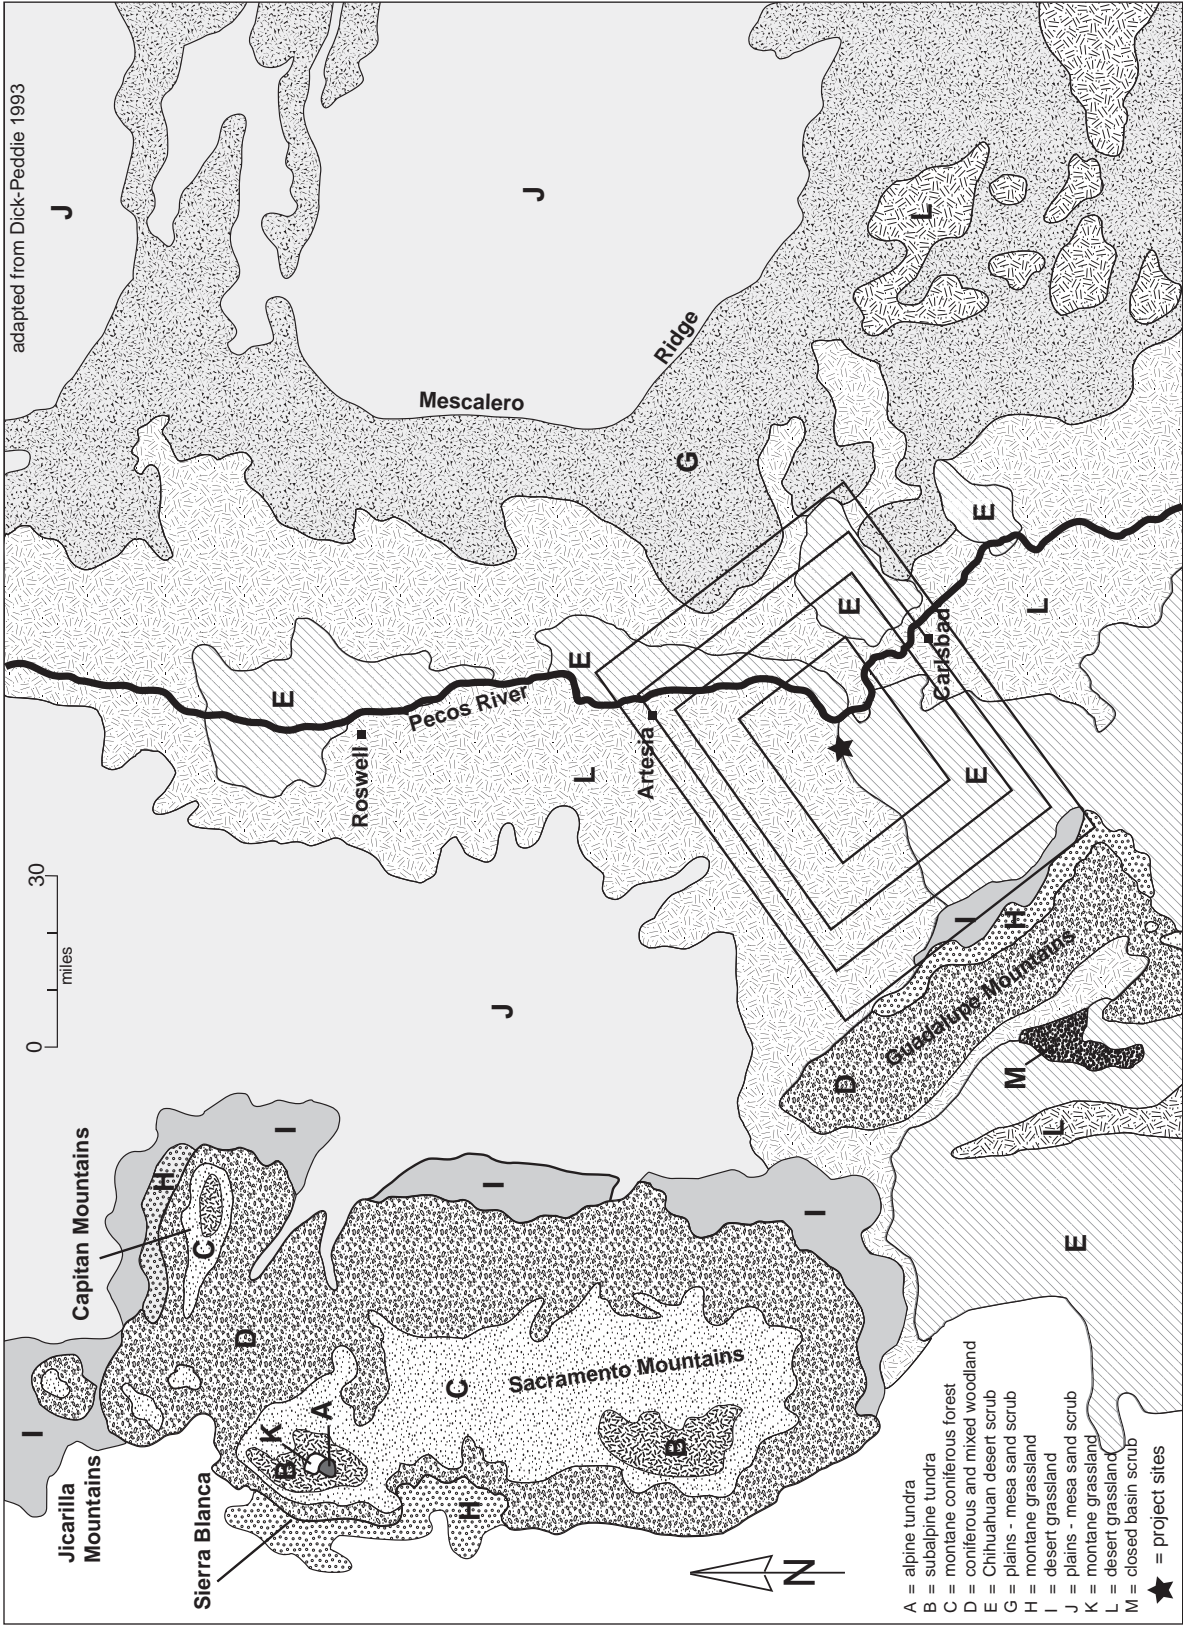 adapted from Dick-Peddie 1993
J
J
Mescalero
Ridge
G
L
E
E
E
E
E
L
L
L
Pecos River
Roswell
Artesia
Carlsbad
0
30
miles
J
I
H
D
Guadalupe Mountains
M
L
E
Capitan Mountains
H
I
C
I
I
D
I
C
Sacramento Mountains
K
A
B
B
H
Jicarilla
Mountains
Sierra Blanca
N
A = alpine tundra
B = subalpine tundra
C = montane coniferous forest
D = coniferous and mixed woodland
E = Chihuahuan desert scrub
G = plains - mesa sand scrub
H = montane grassland
I = desert grassland
J = plains - mesa sand scrub
K = montane grassland
L = desert grassland
M = closed basin scrub
= project sites